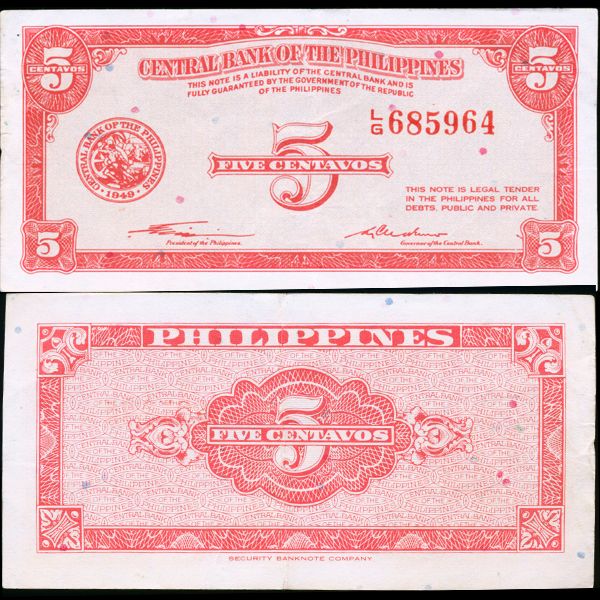 5
CENTAVOS
5
CENTAVOS
CENTRAL BANK OF THE PHILIPPINES
THIS NOTE IS A LIABILITY OF THE CENTRAL BANK AND IS
FULLY GUARANTEED BY THE GOVERNMENT OF THE REPUBLIC
OF THE PHILIPPINES
L/G 685964
CENTRAL BANK OF THE PHILIPPINES
1949
5
FIVE CENTAVOS
THIS NOTE IS LEGAL TENDER
IN THE PHILIPPINES FOR ALL
DEBTS, PUBLIC AND PRIVATE.
President of the Philippines.
Governor of the Central Bank.
5
5
PHILIPPINES
5
FIVE CENTAVOS
SECURITY BANKNOTE COMPANY